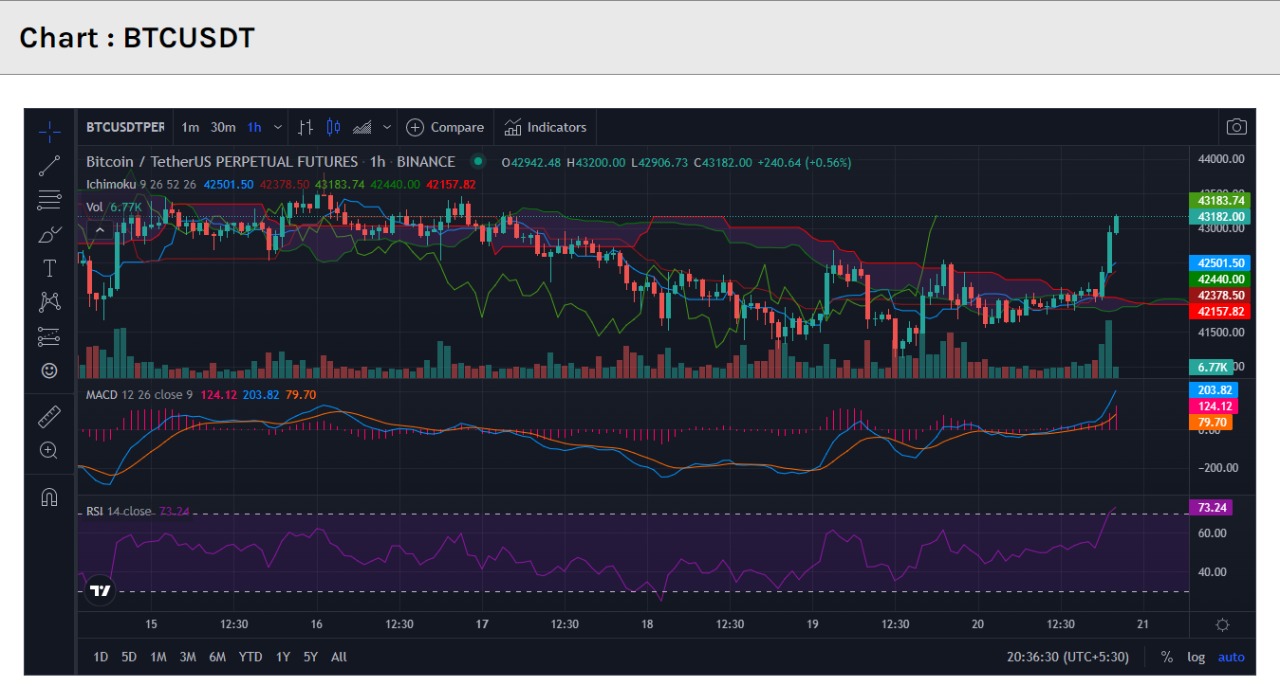 Chart : BTCUSDT
BTCUSDTPER 1m 30m 1h Compare Indicators
Bitcoin / TetherUS PERPETUAL FUTURES · 1h · BINANCE O42942.48 H43200.00 L42906.73 C43182.00 +240.64 (+0.56%)
Ichimoku 9 26 52 26 42501.50 42378.50 43183.74 42440.00 42157.82
Vol 6.77K
44000.00
43183.74
43182.00
43000.00
42501.50
42440.00
42378.50
42157.82
41500.00
6.77K
MACD 12 26 close 9 124.12 203.82 79.70
203.82
124.12
79.70
−200.00
RSI 14 close 73.24
73.24
60.00
40.00
15 12:30 16 12:30 17 12:30 18 12:30 19 12:30 20 12:30 21
1D 5D 1M 3M 6M YTD 1Y 5Y All 20:36:30 (UTC+5:30) % log auto